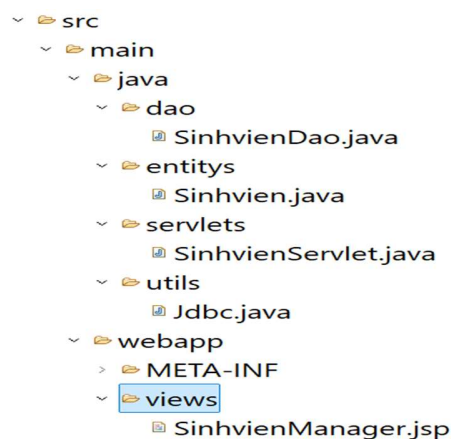 src
main
java
dao
SinhvienDao.java
entitys
Sinhvien.java
servlets
SinhvienServlet.java
utils
Jdbc.java
webapp
META-INF
views
SinhvienManager.jsp